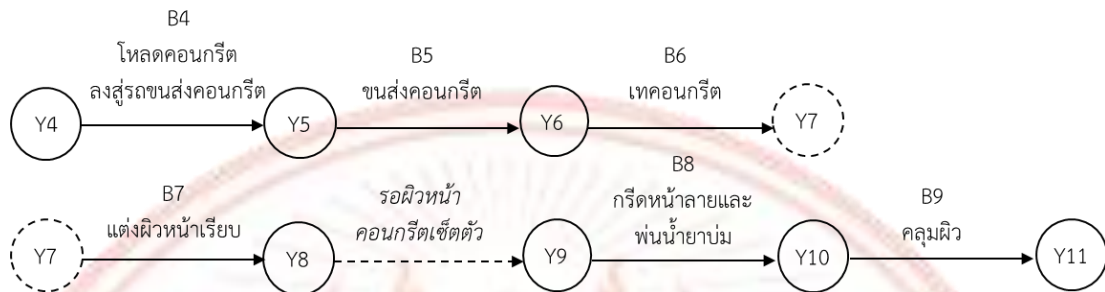 B4
โหลดคอนกรีต
ลงสู่รถขนส่งคอนกรีต
B5
ขนส่งคอนกรีต
B6
เทคอนกรีต
Y4
Y5
Y6
Y7
B7
แต่งผิวหน้าเรียบ
รอผิวหน้า
คอนกรีตเซ็ตตัว
B8
กรีดหน้าลายและ
พ่นน้ำยาบ่ม
B9
คลุมผิว
Y7
Y8
Y9
Y10
Y11